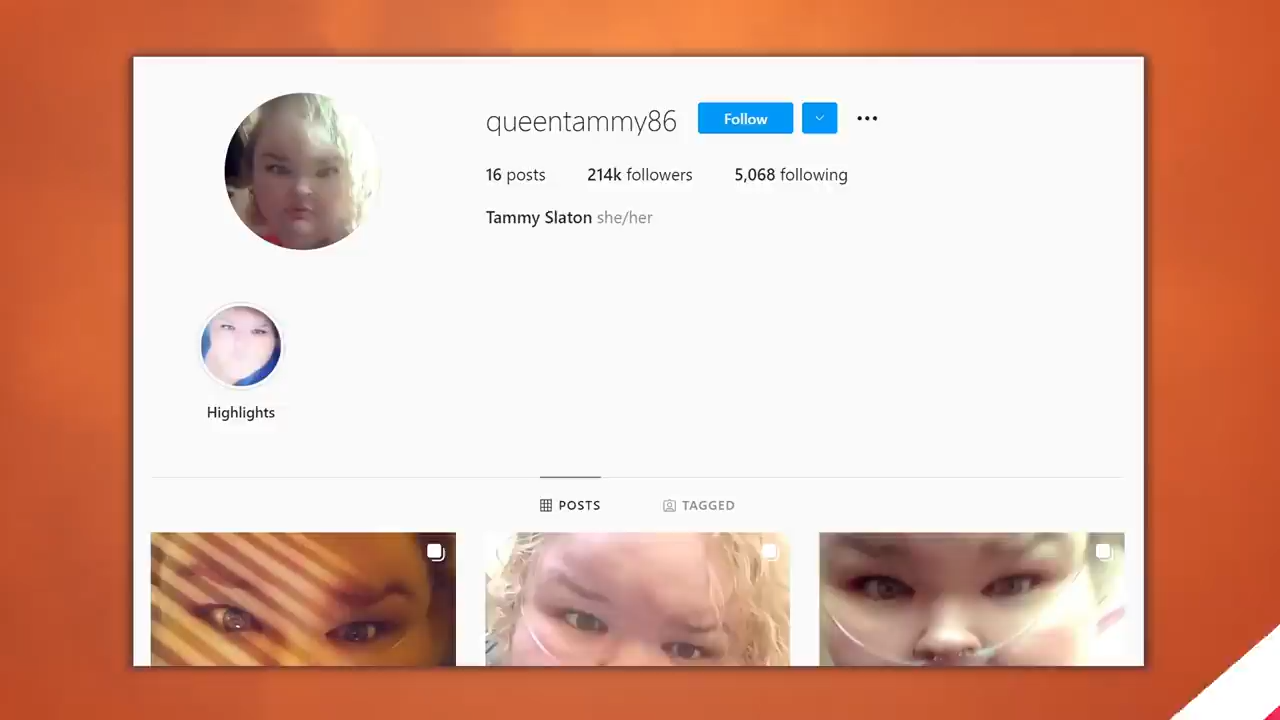 queentammy86 Follow
16 posts 214k followers 5,068 following
Tammy Slaton she/her
Highlights
POSTS TAGGED